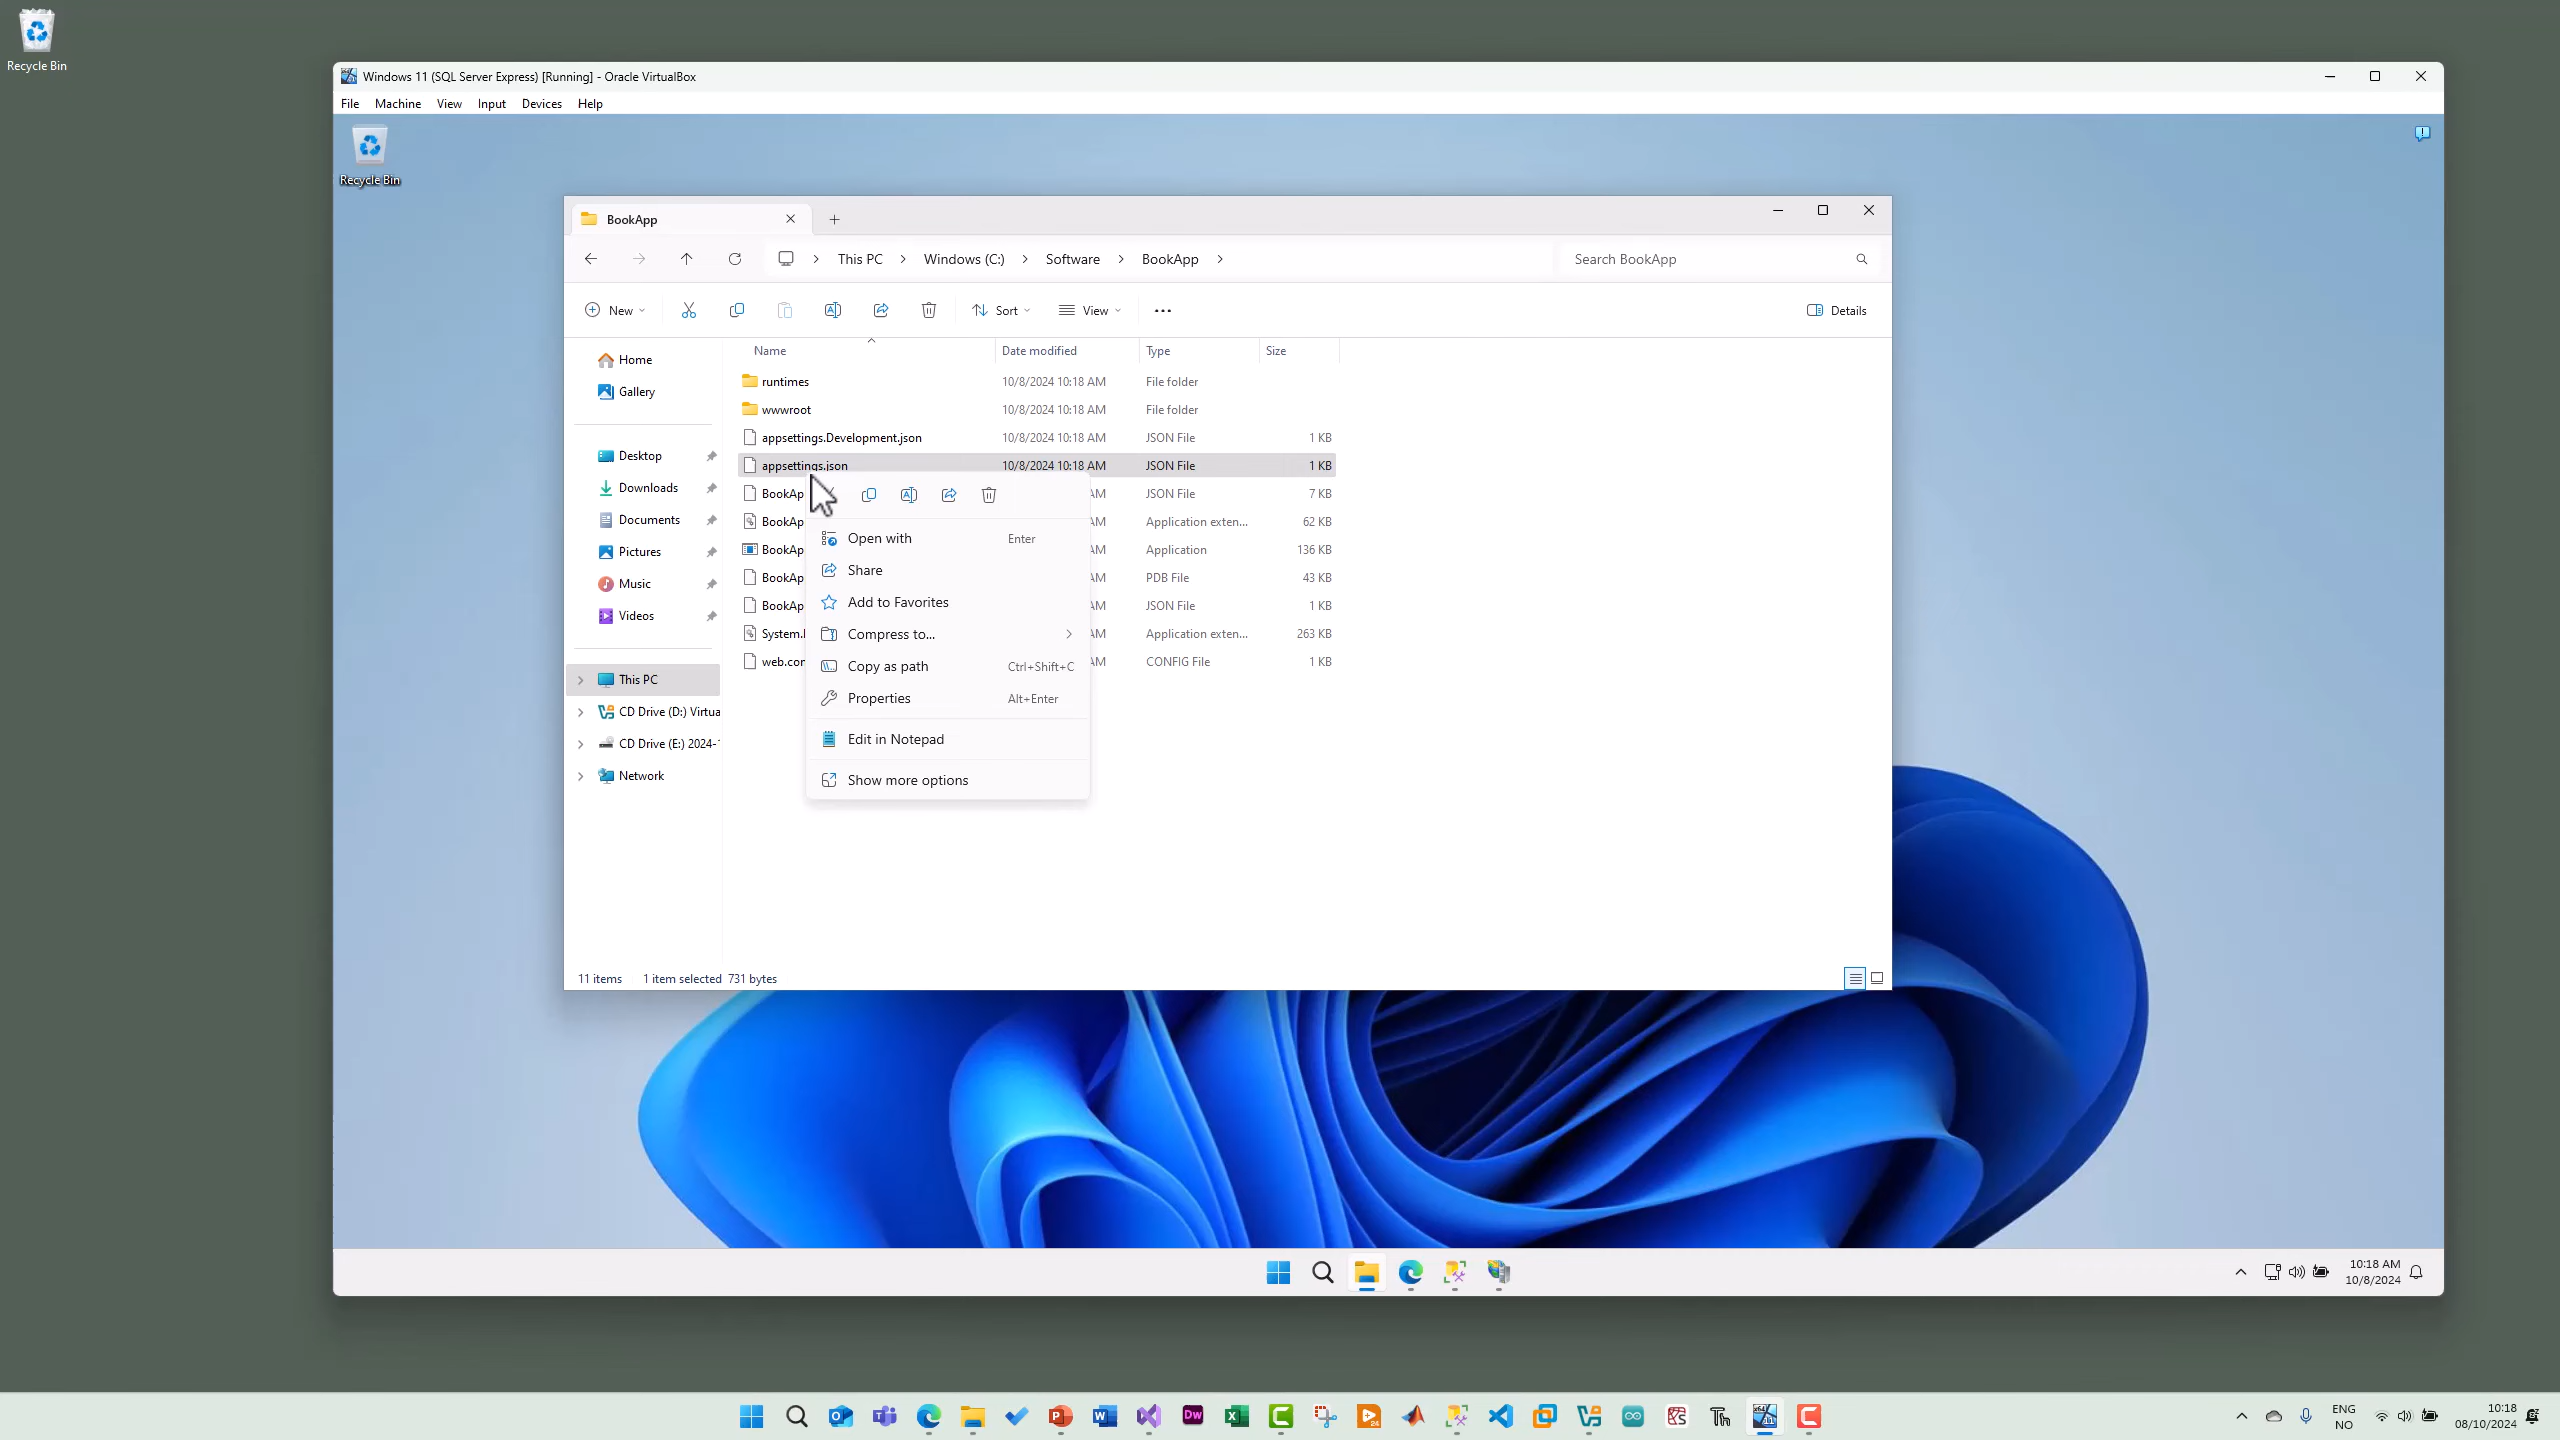 Recycle Bin
Windows 11 (SQL Server Express) [Running] - Oracle VirtualBox
File Machine View Input Devices Help
Recycle Bin
BookApp
This PC Windows (C:) Software BookApp
Search BookApp
New Sort View Details
Name Date modified Type Size
Home
Gallery
Desktop
Downloads
Documents
Pictures
Music
Videos
This PC
CD Drive (D:) Virtua
CD Drive (E:) 2024-1
Network
runtimes 10/8/2024 10:18 AM File folder
wwwroot 10/8/2024 10:18 AM File folder
appsettings.Development.json 10/8/2024 10:18 AM JSON File 1 KB
appsettings.json 10/8/2024 10:18 AM JSON File 1 KB
BookAp AM JSON File 7 KB
BookAp AM Application exten... 62 KB
BookAp AM Application 136 KB
BookAp AM PDB File 43 KB
BookAp AM JSON File 1 KB
System. AM Application exten... 263 KB
web.con AM CONFIG File 1 KB
Open with Enter
Share
Add to Favorites
Compress to...
Copy as path Ctrl+Shift+C
Properties Alt+Enter
Edit in Notepad
Show more options
11 items 1 item selected 731 bytes
10:18 AM
10/8/2024
ENG
NO
10:18
08/10/2024